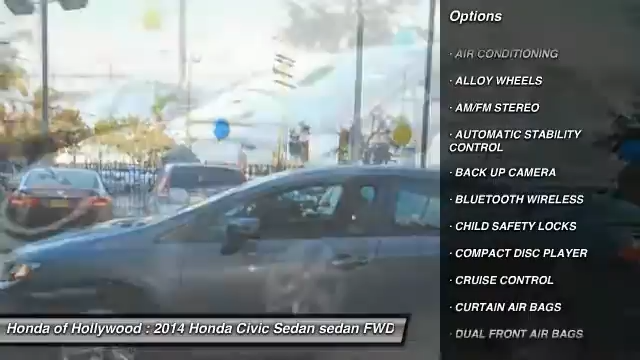 Options
· AIR CONDITIONING
· ALLOY WHEELS
· AM/FM STEREO
· AUTOMATIC STABILITY
CONTROL
· BACK UP CAMERA
· BLUETOOTH WIRELESS
· CHILD SAFETY LOCKS
· COMPACT DISC PLAYER
· CRUISE CONTROL
· CURTAIN AIR BAGS
· DUAL FRONT AIR BAGS
Honda of Hollywood : 2014 Honda Civic Sedan sedan FWD